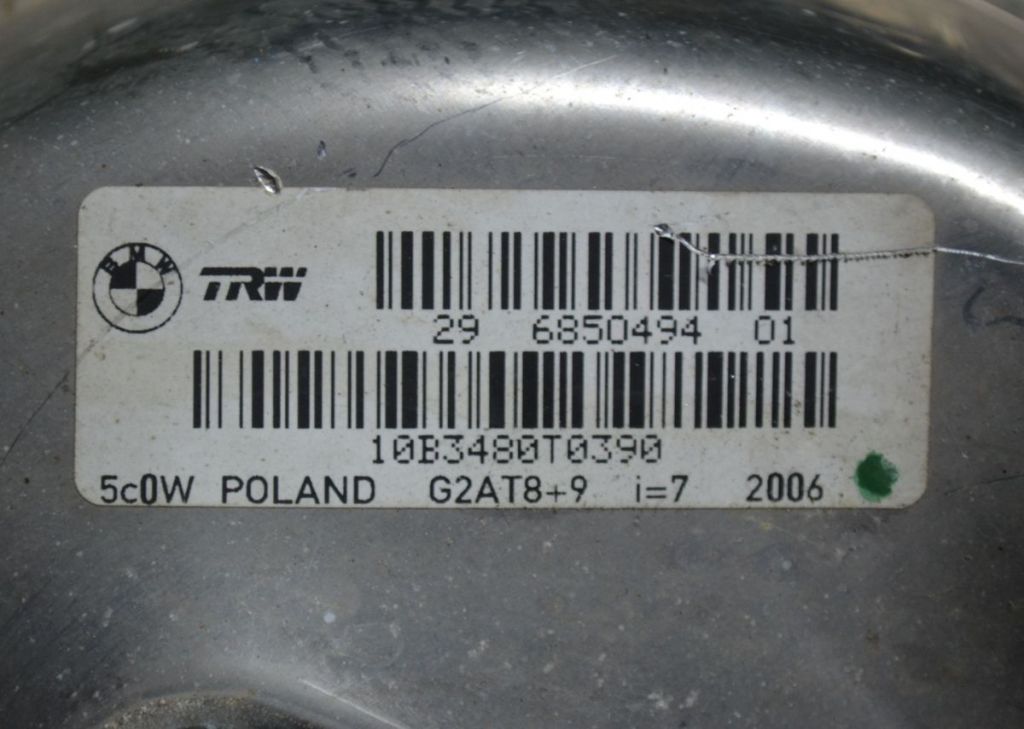 BMW
TRW
29 6850494 01
10B3480T0390
5c0W POLAND G2AT8+9 i=7 2006